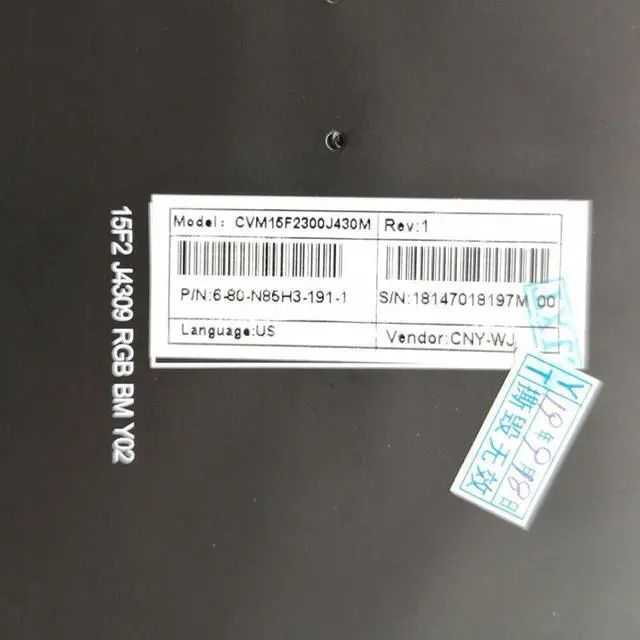 Model: CVM15F2300J430M
Rev:1
P/N:6-80-N85H3-191-1
S/N:18147018197M 00
Language:US
Vendor:CNY-WJ
15F2 J4309 RGB BM Y02
YT
撕毁无效